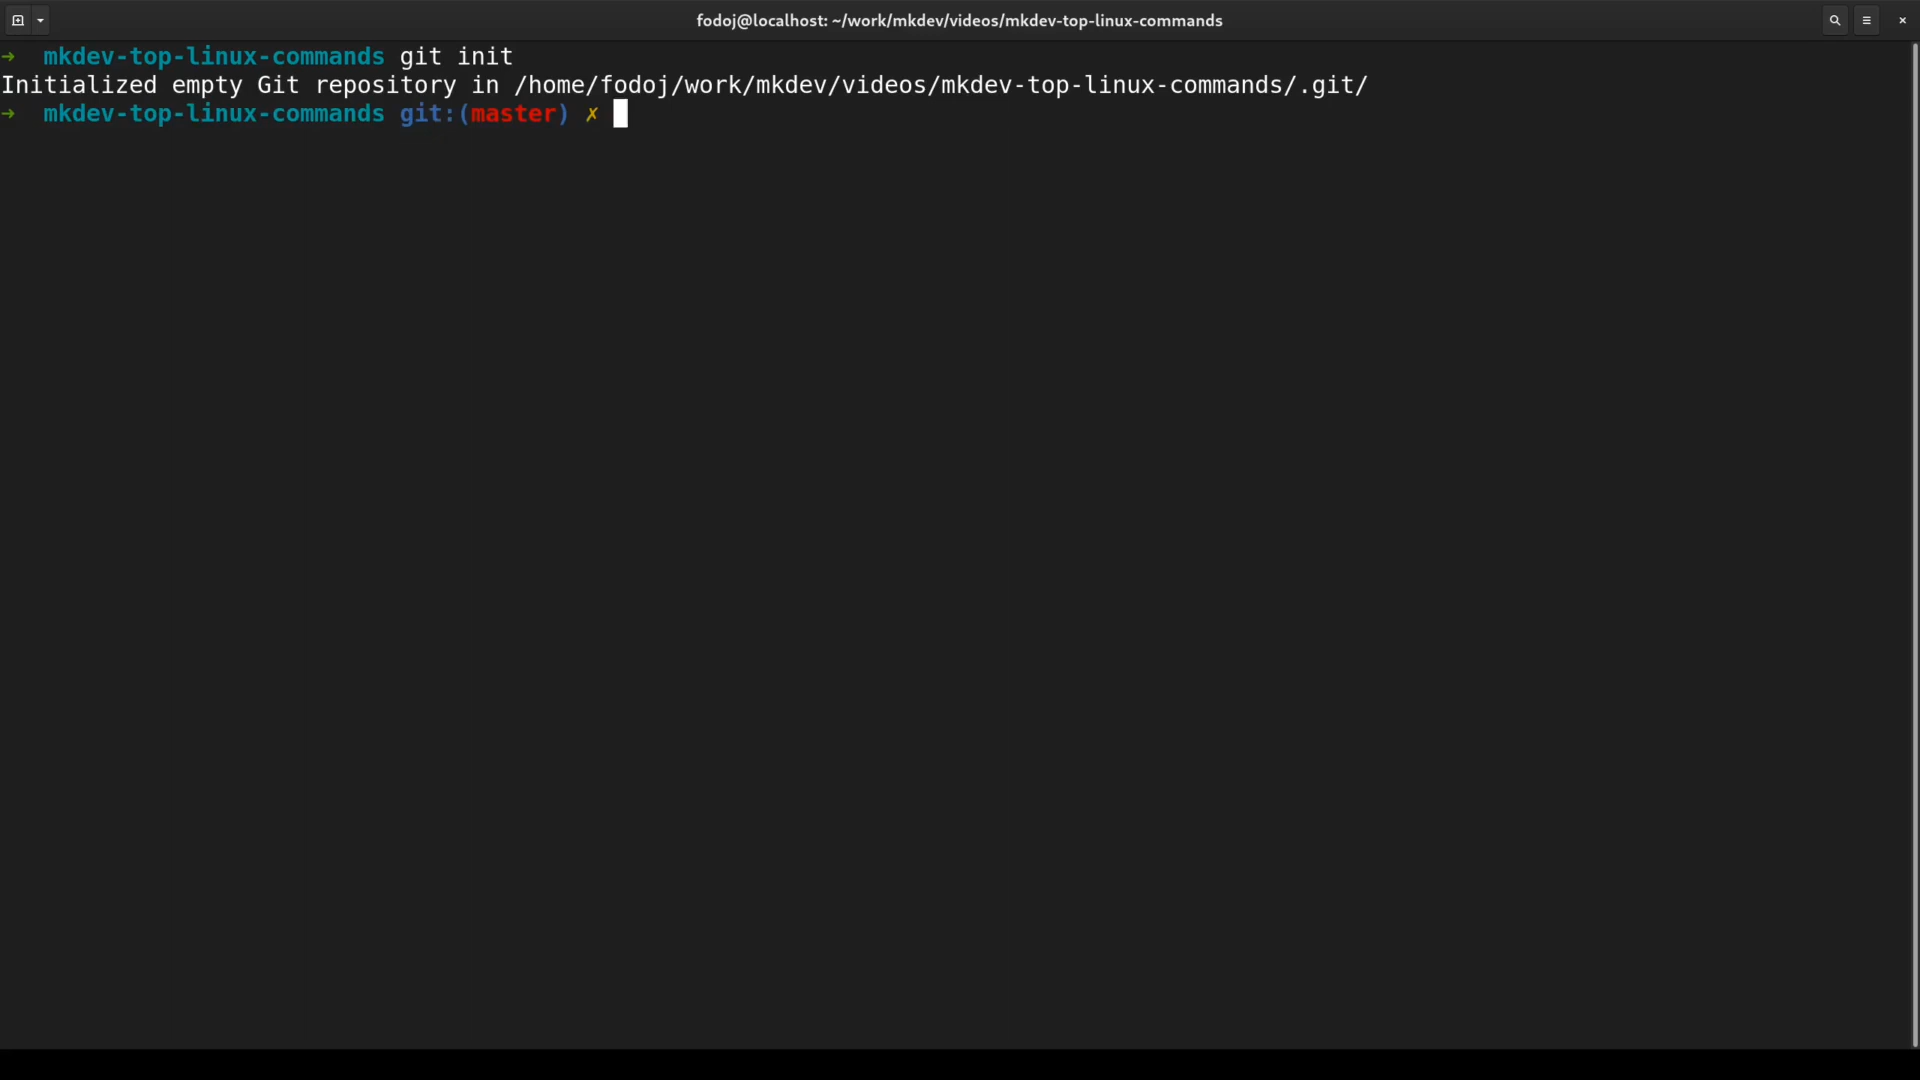 fodoj@localhost: ~/work/mkdev/videos/mkdev-top-linux-commands
➜ mkdev-top-linux-commands git init
Initialized empty Git repository in /home/fodoj/work/mkdev/videos/mkdev-top-linux-commands/.git/
➜ mkdev-top-linux-commands git:(master) ✗